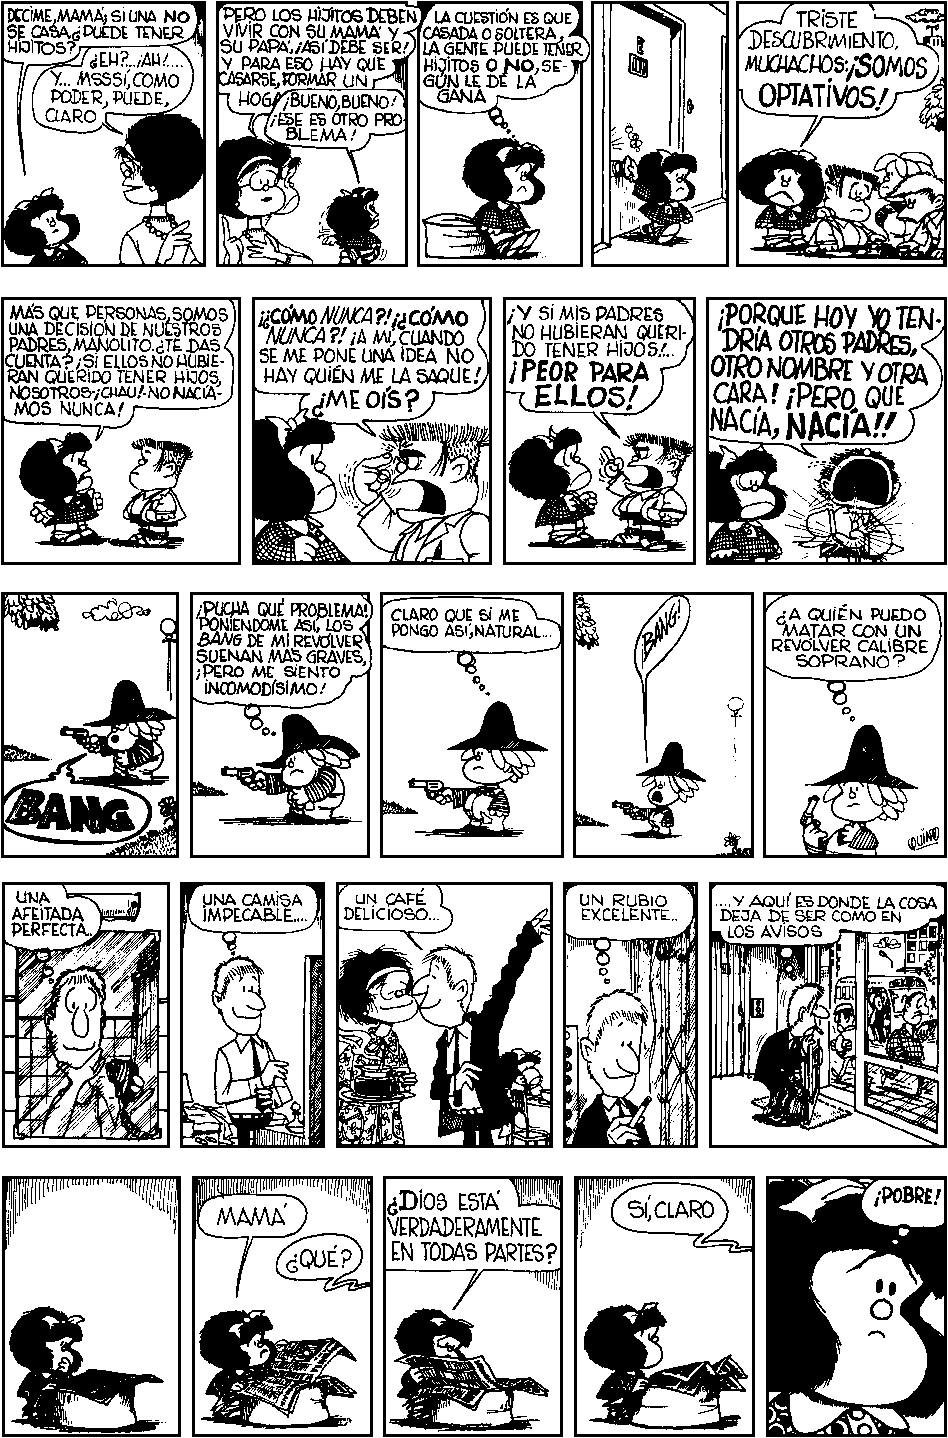 DECIME, MAMÁ; SI UNA NO
SE CASA, ¿PUEDE TENER
HIJITOS?
¿EH?...¡AH!....
Y... MSSSÍ, COMO
PODER, PUEDE,
CLARO
PERO LOS HIJITOS DEBEN
VIVIR CON SU MAMÁ Y
SU PAPÁ. ¡ASÍ DEBE SER!
Y PARA ESO HAY QUE
CASARSE, FORMAR UN
HOGA
¡BUENO, BUENO!
¡ESE ES OTRO PRO-
BLEMA!
LA CUESTIÓN ES QUE
CASADA O SOLTERA,
LA GENTE PUEDE TENER
HIJITOS O NO, SE-
GÚN LE DÉ LA
GANA
TRISTE
DESCUBRIMIENTO,
MUCHACHOS: ¡SOMOS
OPTATIVOS!
MÁS QUE PERSONAS, SOMOS
UNA DECISIÓN DE NUESTROS
PADRES, MANOLITO. ¿TE DAS
CUENTA? ¡SI ELLOS NO HUBIE-
RAN QUERIDO TENER HIJOS,
NOSOTROS-¡CHAU!-NO NACÍA-
MOS NUNCA!
¿¡CÓMO NUNCA?! ¿¡CÓMO
NUNCA?! ¡A MÍ, CUANDO
SE ME PONE UNA IDEA NO
HAY QUIÉN ME LA SAQUE!
¿ME OÍS?
¿Y SI MIS PADRES
NO HUBIERAN QUERI-
DO TENER HIJOS?...
¡PEOR PARA
ELLOS!
¡PORQUE HOY YO TEN-
DRÍA OTROS PADRES,
OTRO NOMBRE Y OTRA
CARA! ¡PERO QUE
NACÍA, NACÍA!!
BANG
¡PUCHA QUÉ PROBLEMA!
PONIÉNDOME ASÍ, LOS
BANG DE MI REVÓLVER
SUENAN MÁS GRAVES,
¡PERO ME SIENTO
INCOMODÍSIMO!
CLARO QUE SI ME
PONGO ASÍ, NATURAL...
BANG!
¿A QUIÉN PUEDO
MATAR CON UN
REVÓLVER CALIBRE
SOPRANO?
QUINO
UNA
AFEITADA
PERFECTA..
UNA CAMISA
IMPECABLE....
UN CAFÉ
DELICIOSO...
UN RUBIO
EXCELENTE..
....Y AQUÍ ES DONDE LA COSA
DEJA DE SER COMO EN
LOS AVISOS
MAMÁ
¿QUÉ?
¿DIOS ESTÁ
VERDADERAMENTE
EN TODAS PARTES?
SÍ, CLARO
¡POBRE!